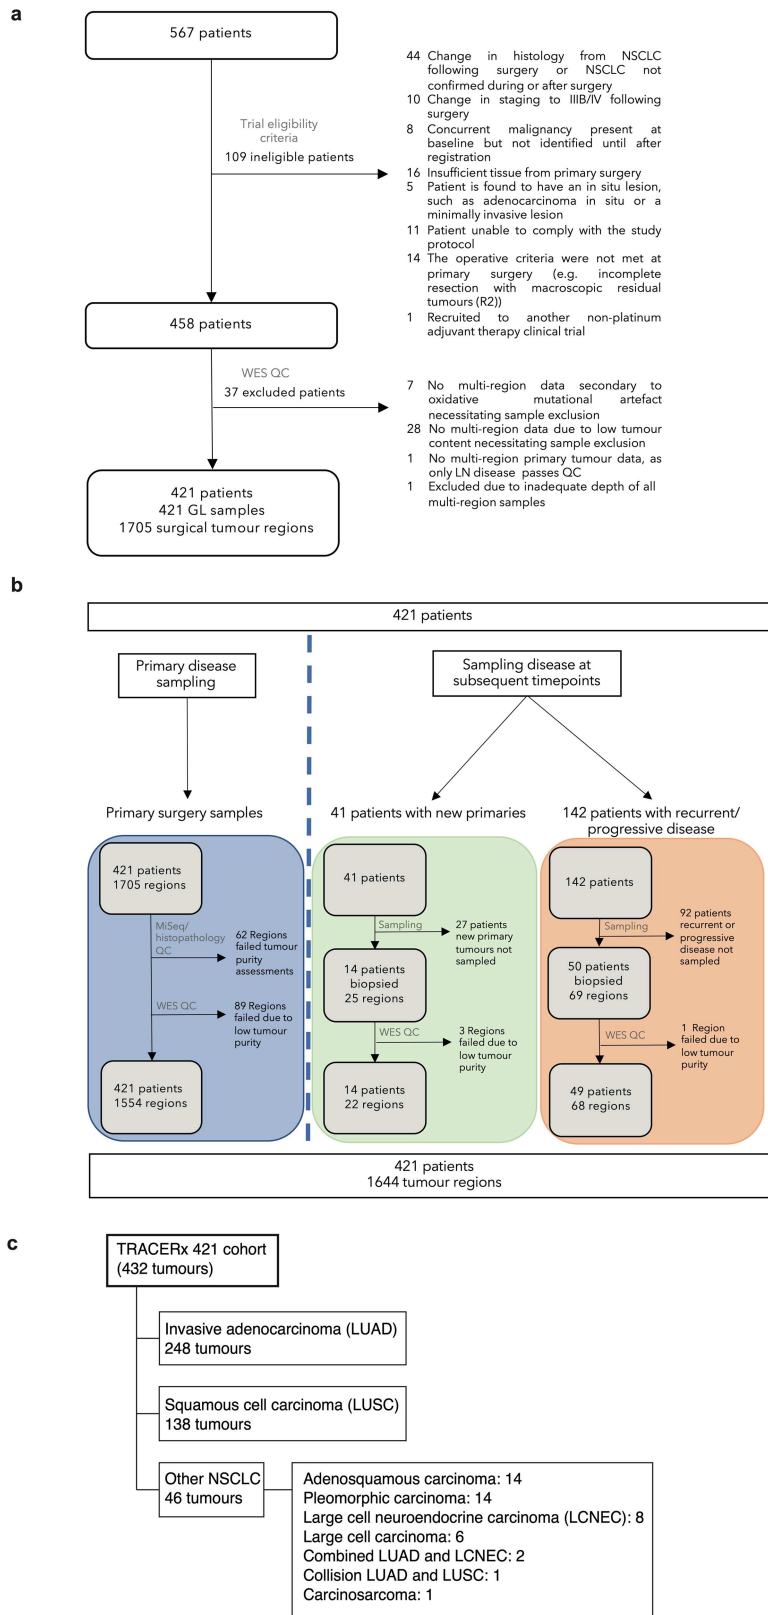 a
567 patients
44 Change in histology from NSCLC
following surgery or NSCLC not
confirmed during or after surgery
10 Change in staging to IIIB/IV following
surgery
8 Concurrent malignancy present at
baseline but not identified until after
registration
16 Insufficient tissue from primary surgery
5 Patient is found to have an in situ lesion,
such as adenocarcinoma in situ or a
minimally invasive lesion
11 Patient unable to comply with the study
protocol
14 The operative criteria were not met at
primary surgery (e.g. incomplete
resection with macroscopic residual
tumours (R2))
1 Recruited to another non-platinum
adjuvant therapy clinical trial
Trial eligibility
criteria
109 ineligible patients
458 patients
WES QC
37 excluded patients
7 No multi-region data secondary to
oxidative mutational artefact
necessitating sample exclusion
28 No multi-region data due to low tumour
content necessitating sample exclusion
1 No multi-region primary tumour data, as
only LN disease passes QC
1 Excluded due to inadequate depth of all
multi-region samples
421 patients
421 GL samples
1705 surgical tumour regions
b
421 patients
Primary disease
sampling
Sampling disease at
subsequent timepoints
Primary surgery samples
421 patients
1705 regions
MiSeq/
histopathology
QC
62 Regions
failed tumour
purity
assessments
WES QC
89 Regions
failed due to
low tumour
purity
421 patients
1554 regions
41 patients with new primaries
41 patients
Sampling
27 patients
new primary
tumours not
sampled
14 patients
biopsied
25 regions
WES QC
3 Regions
failed due to
low tumour
purity
14 patients
22 regions
142 patients with recurrent/
progressive disease
142 patients
Sampling
92 patients
recurrent or
progressive
disease not
sampled
50 patients
biopsied
69 regions
WES QC
1 Region
failed due to
low tumour
purity
49 patients
68 regions
421 patients
1644 tumour regions
c
TRACERx 421 cohort
(432 tumours)
Invasive adenocarcinoma (LUAD)
248 tumours
Squamous cell carcinoma (LUSC)
138 tumours
Other NSCLC
46 tumours
Adenosquamous carcinoma: 14
Pleomorphic carcinoma: 14
Large cell neuroendocrine carcinoma (LCNEC): 8
Large cell carcinoma: 6
Combined LUAD and LCNEC: 2
Collision LUAD and LUSC: 1
Carcinosarcoma: 1